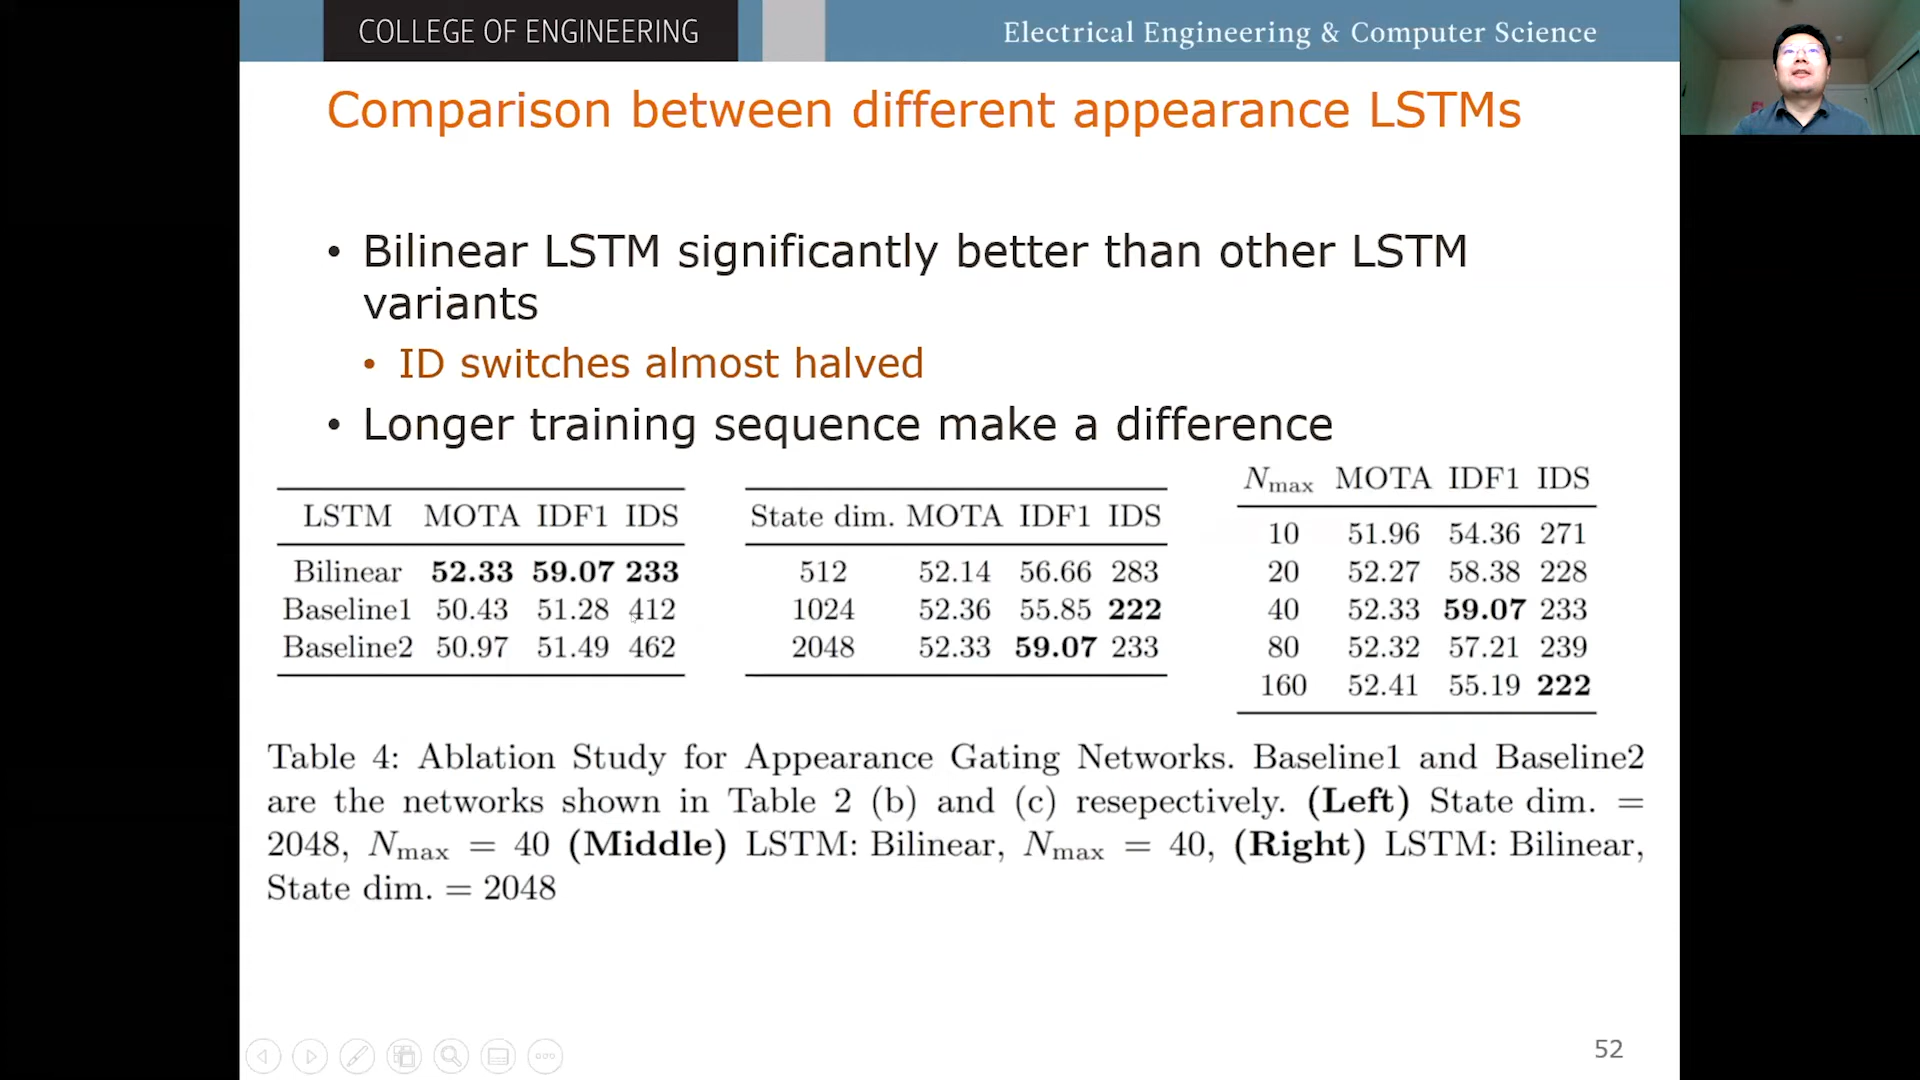 COLLEGE OF ENGINEERING
Electrical Engineering & Computer Science
Comparison between different appearance LSTMs
• Bilinear LSTM significantly better than other LSTM
variants
• ID switches almost halved
• Longer training sequence make a difference
LSTM MOTA IDF1 IDS
Bilinear 52.33 59.07 233
Baseline1 50.43 51.28 412
Baseline2 50.97 51.49 462
State dim. MOTA IDF1 IDS
512 52.14 56.66 283
1024 52.36 55.85 222
2048 52.33 59.07 233
Nmax MOTA IDF1 IDS
10 51.96 54.36 271
20 52.27 58.38 228
40 52.33 59.07 233
80 52.32 57.21 239
160 52.41 55.19 222
Table 4: Ablation Study for Appearance Gating Networks. Baseline1 and Baseline2
are the networks shown in Table 2 (b) and (c) resepectively. (Left) State dim. =
2048, Nmax = 40 (Middle) LSTM: Bilinear, Nmax = 40, (Right) LSTM: Bilinear,
State dim. = 2048
52